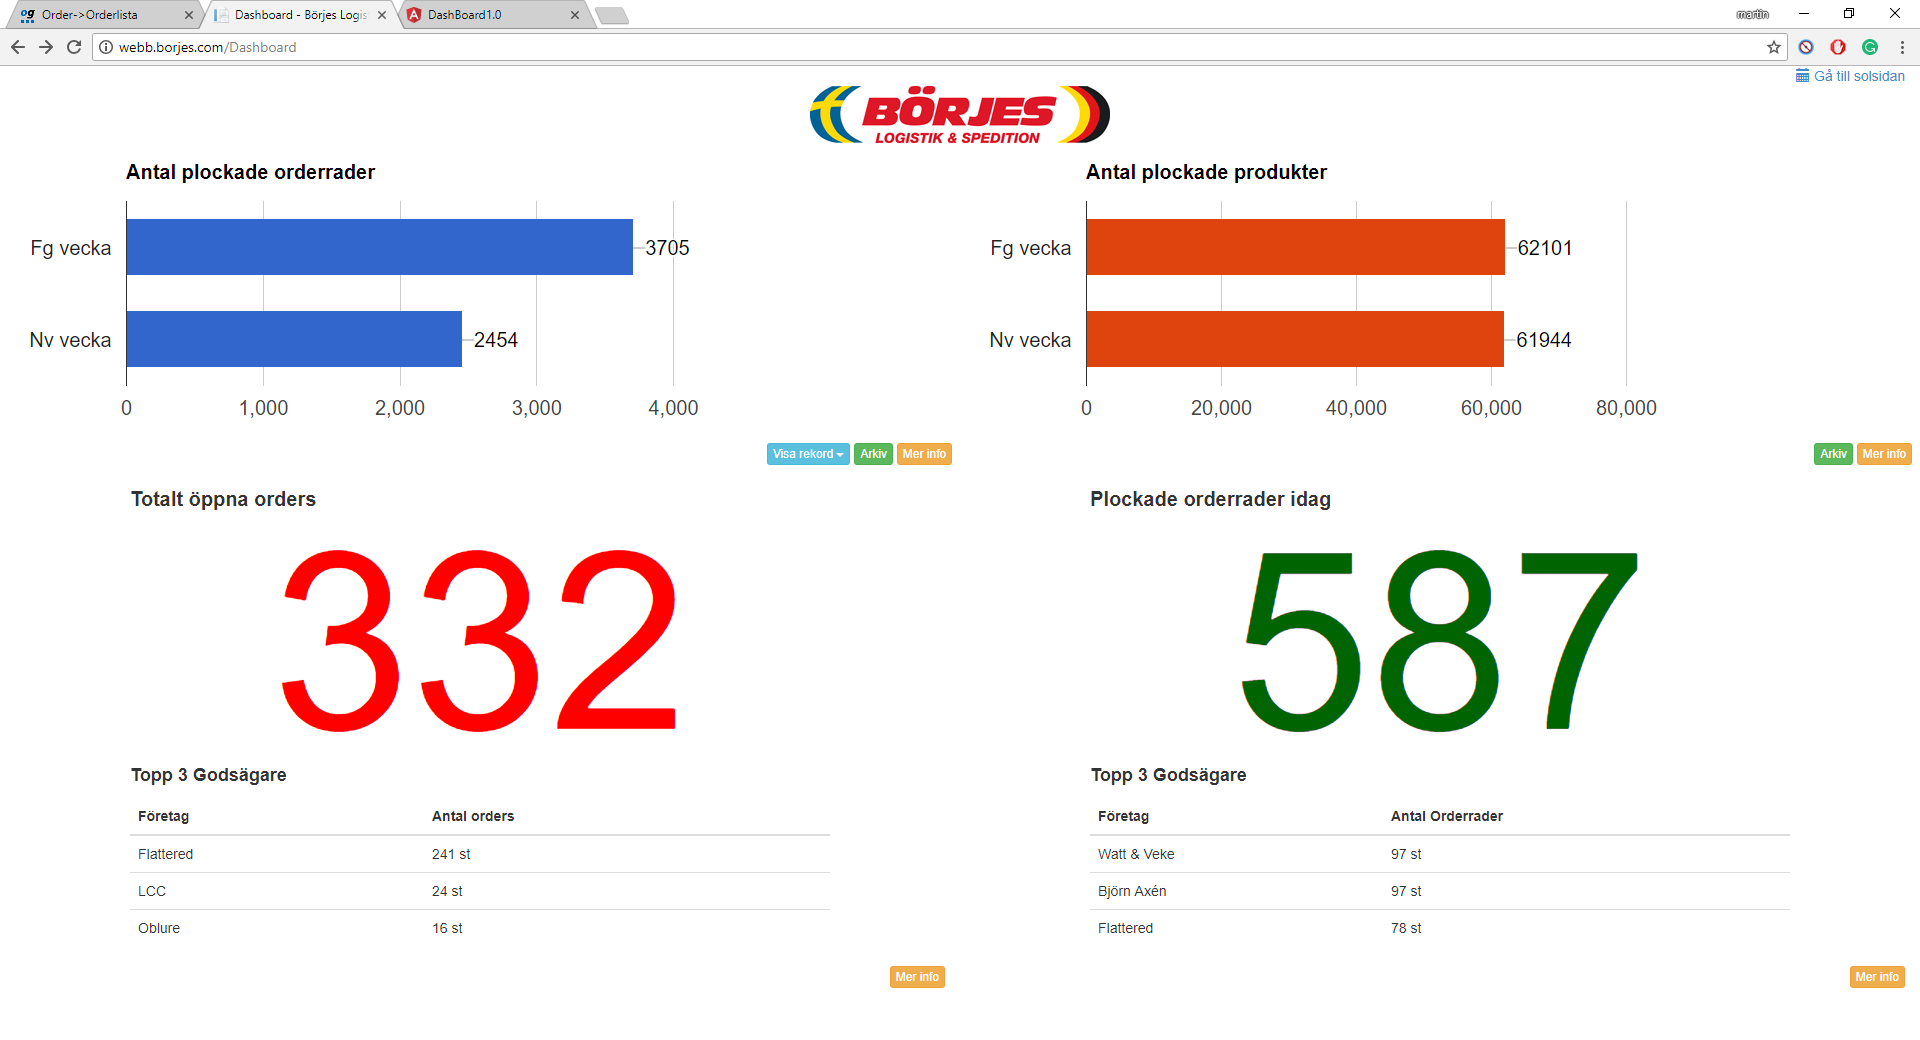 Order->Orderlista
Dashboard - Börjes Logis
DashBoard1.0
martin
webb.borjes.com/Dashboard
Gå till solsidan
BÖRJES
LOGISTIK & SPEDITION
Antal plockade orderrader
Fg vecka
3705
Nv vecka
2454
0 1,000 2,000 3,000 4,000
Visa rekord Arkiv Mer info
Antal plockade produkter
Fg vecka
62101
Nv vecka
61944
0 20,000 40,000 60,000 80,000
Arkiv Mer info
Totalt öppna orders
332
Topp 3 Godsägare
Företag Antal orders
Flattered 241 st
LCC 24 st
Oblure 16 st
Mer info
Plockade orderrader idag
587
Topp 3 Godsägare
Företag Antal Orderrader
Watt & Veke 97 st
Björn Axén 97 st
Flattered 78 st
Mer info